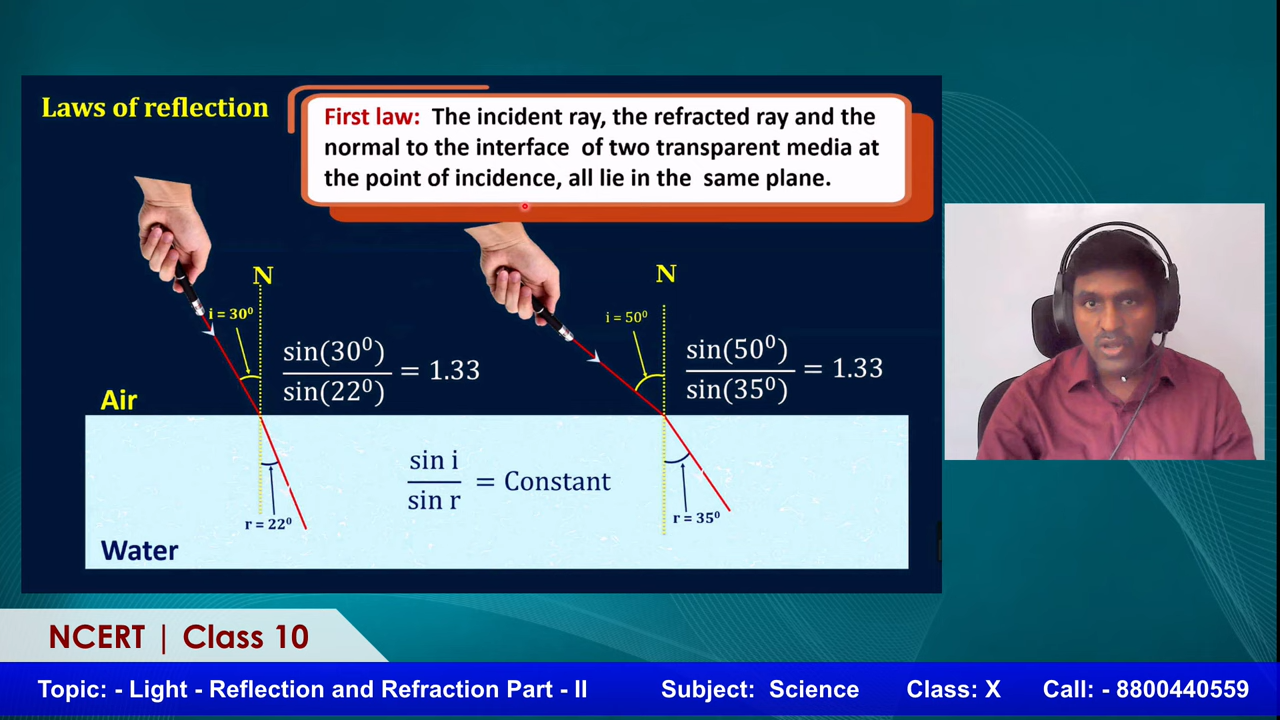 Laws of reflection
First law: The incident ray, the refracted ray and the
normal to the interface of two transparent media at
the point of incidence, all lie in the same plane.
N
i = 30⁰
sin(30⁰)
sin(22⁰)
= 1.33
N
i = 50⁰
sin(50⁰)
sin(35⁰)
= 1.33
Air
sin i
sin r
= Constant
r = 22⁰
r = 35⁰
Water
NCERT | Class 10
Topic: - Light - Reflection and Refraction Part - II Subject: Science Class: X Call: - 8800440559